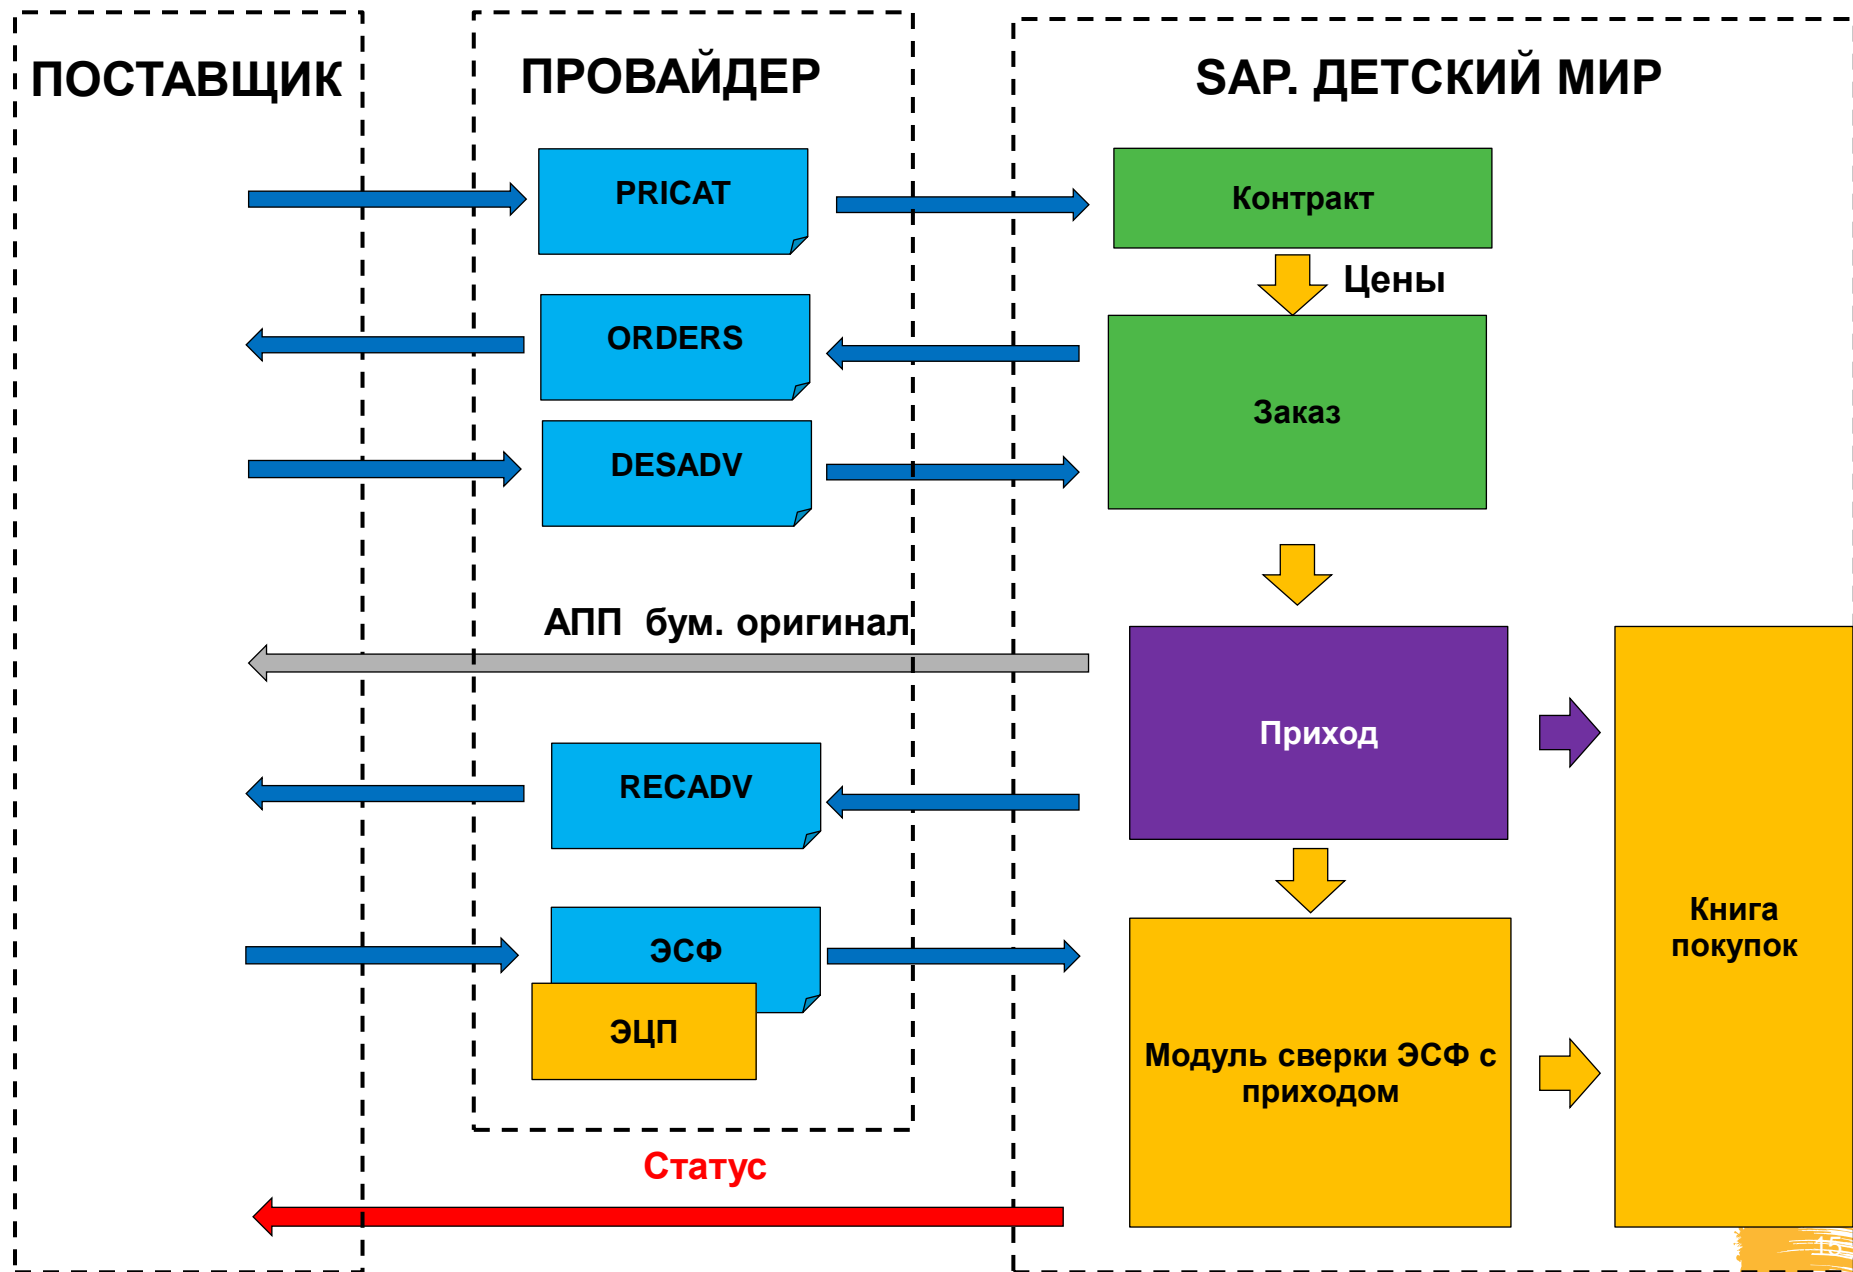 ПОСТАВЩИК
ПРОВАЙДЕР
SAP. ДЕТСКИЙ МИР
PRICAT
Контракт
Цены
ORDERS
Заказ
DESADV
АПП бум. оригинал
Приход
RECADV
Книга
покупок
ЭСФ
ЭЦП
Модуль сверки ЭСФ с
приходом
Статус
15